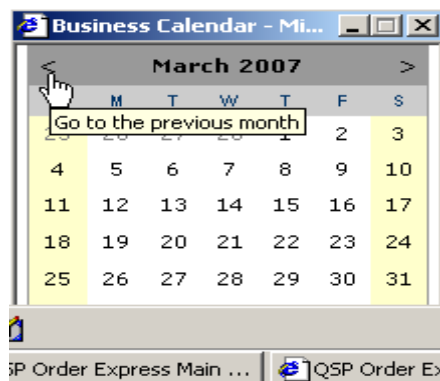 Business Calendar - Mi...
< March 2007 >
M T W T F S
Go to the previous month
1 2 3
4 5 6 7 8 9 10
11 12 13 14 15 16 17
18 19 20 21 22 23 24
25 26 27 28 29 30 31
SP Order Express Main ... QSP Order Ex